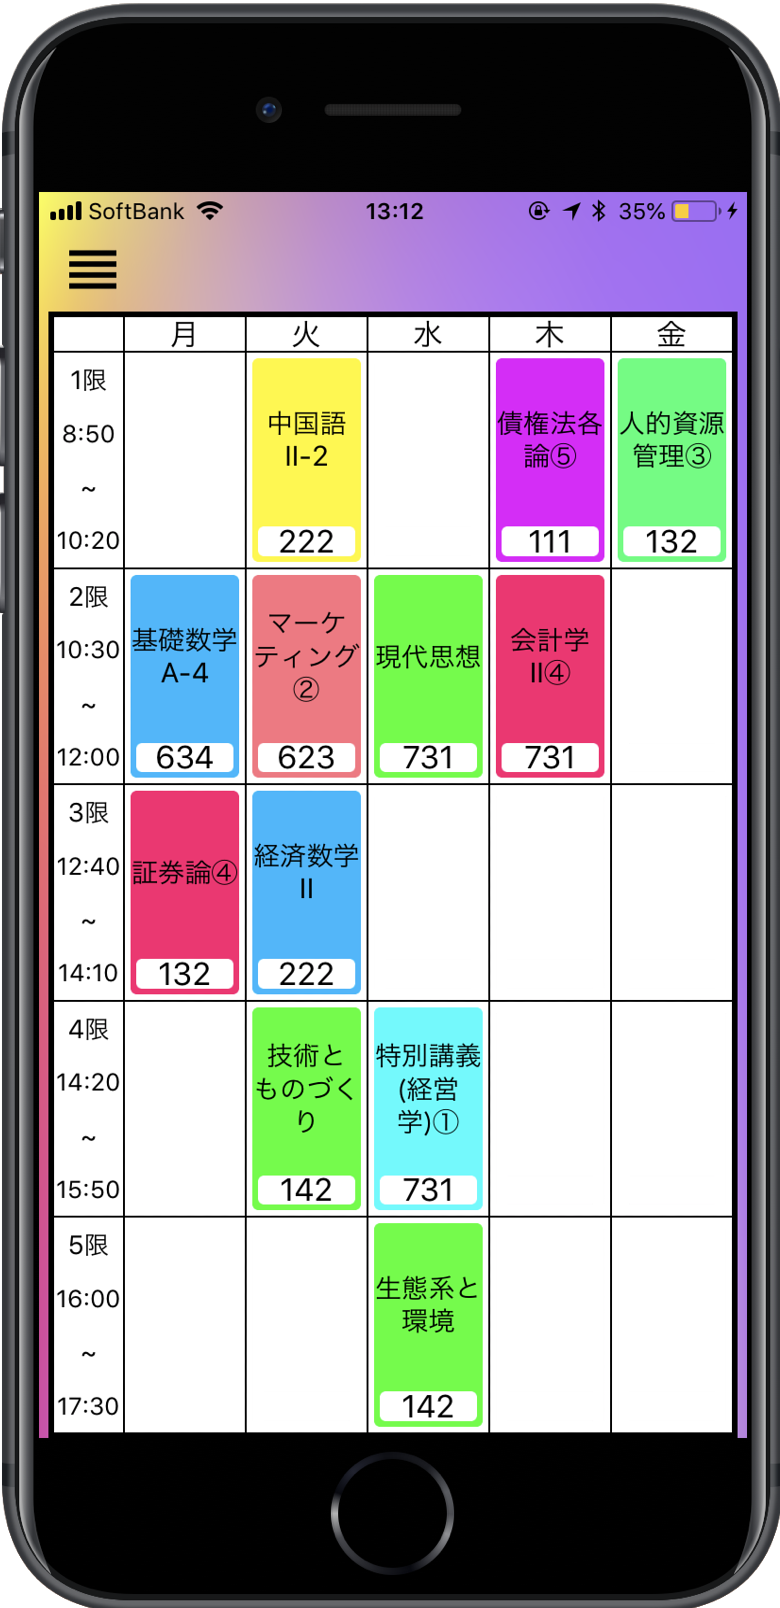 SoftBank 13:12 35%
月 火 水 木 金
1限
8:50
~
10:20
中国語
II-2
222
債権法各
論⑤
111
人的資源
管理③
132
2限
10:30
~
12:00
基礎数学
A-4
634
マーケ
ティング
②
623
現代思想
731
会計学
II④
731
3限
12:40
~
14:10
証券論④
132
経済数学
II
222
4限
14:20
~
15:50
技術と
ものづく
り
142
特別講義
(経営
学)①
731
5限
16:00
~
17:30
生態系と
環境
142